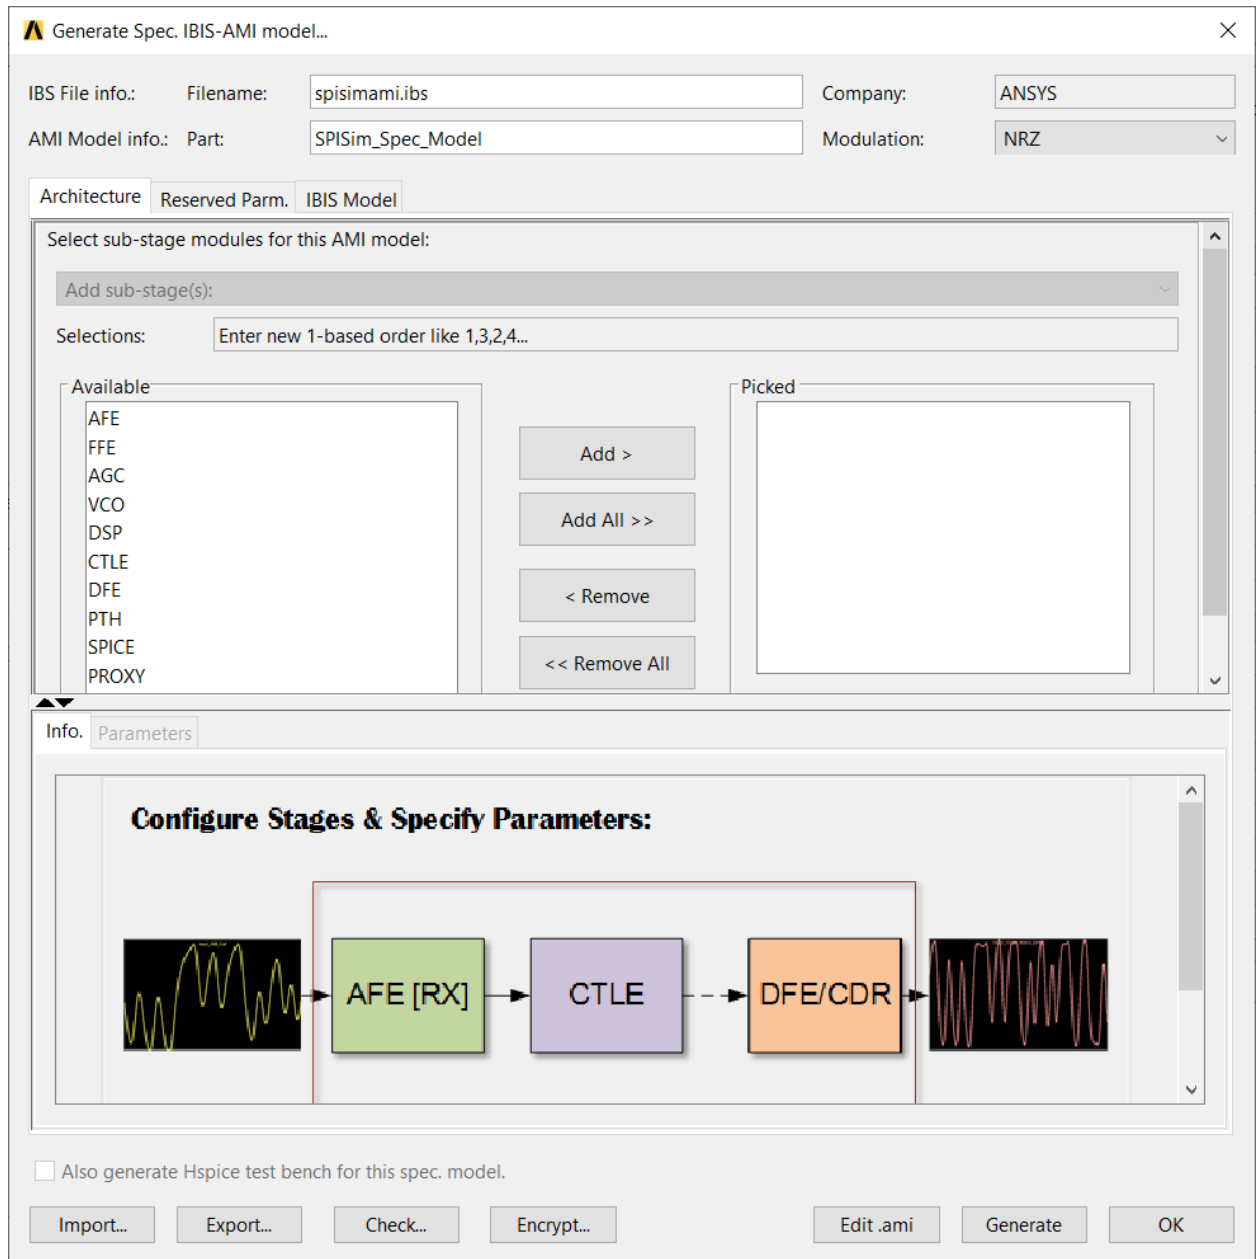 Generate Spec. IBIS-AMI model...
IBS File info.: Filename: spisimami.ibs Company: ANSYS
AMI Model info.: Part: SPISim_Spec_Model Modulation: NRZ
Architecture Reserved Parm. IBIS Model
Select sub-stage modules for this AMI model:
Add sub-stage(s):
Selections: Enter new 1-based order like 1,3,2,4...
Available
AFE
FFE
AGC
VCO
DSP
CTLE
DFE
PTH
SPICE
PROXY
Add >
Add All >>
< Remove
<< Remove All
Picked
Info. Parameters
Configure Stages & Specify Parameters:
AFE [RX] CTLE DFE/CDR
Also generate Hspice test bench for this spec. model.
Import... Export... Check... Encrypt... Edit .ami Generate OK